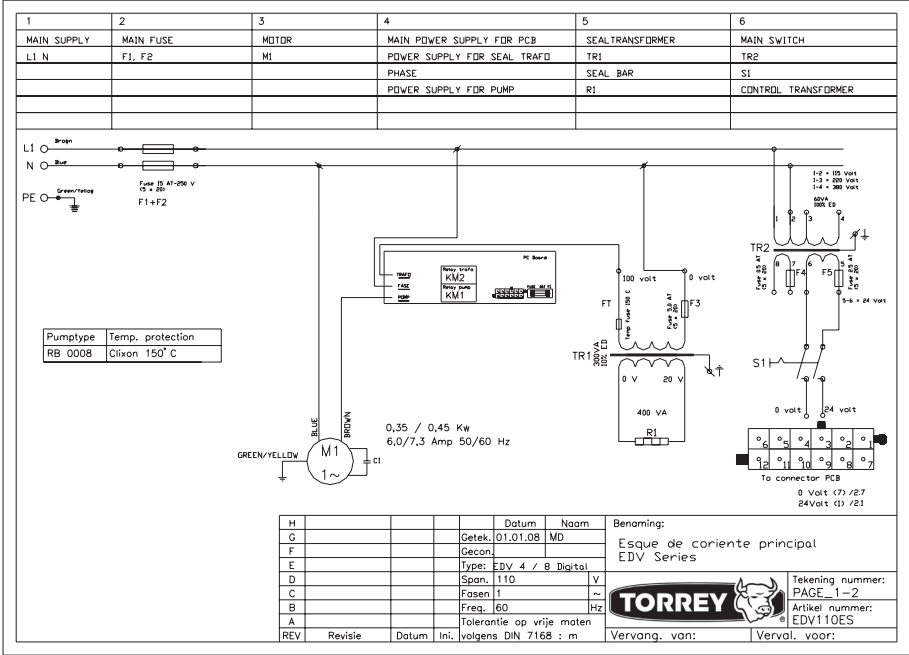 1 2 3 4 5 6
MAIN SUPPLY MAIN FUSE MOTOR MAIN POWER SUPPLY FOR PCB SEALTRANSFORMER MAIN SWITCH
L1 N F1, F2 M1 POWER SUPPLY FOR SEAL TRAFO TR1 TR2
PHASE SEAL BAR S1
POWER SUPPLY FOR PUMP R1 CONTROL TRANSFORMER
L1 Brogn
N Blue
PE Green/Yellog
Fuse 15 AT-250 V
(5 x 20)
F1+F2
1-2 = 115 Volt
1-3 = 220 Volt
1-4 = 380 Volt
60VA
100% ED
1 2 3 4
TR2
8 7 6 5
Fuse 0.5 AT
(5 x 20)
F4
F5
Fuse 2.5 AT
(5 x 20)
5-6 = 24 Volt
PC Board
TRAFO
FASE
POMP
Relay trafo
KM2
Relay pump
KM1
100 volt 0 volt
FT
Temp fuse 150 C
Fuse 5,0 AT
(5 x 20)
F3
TR1
300VA
10% ED
0 V 20 V
400 VA
R1
Pumptype Temp. protection
RB 0008 Clixon 150° C
S1
0 volt 24 volt
6 5 4 3 2 1
12 11 10 9 8 7
To connector PCB
0 Volt (7) /2.7
24Volt (1) /2.1
BLUE
BROWN
GREEN/YELLOW
M1
1~
C1
0,35 / 0,45 Kw
6,0/7,3 Amp 50/60 Hz
H Datum Naam
G Getek. 01.01.08 MD
F Gecon.
E Type: EDV 4 / 8 Digital
D Span. 110 V
C Fasen 1 ~
B Freq. 60 Hz
A Tolerantie op vrije maten
REV Revisie Datum Ini. volgens DIN 7168 : m
Benaming:
Esque de coriente principal
EDV Series
TORREY ®
Tekening nummer:
PAGE_1-2
Artikel nummer:
EDV110ES
Vervang. van: Verval. voor: